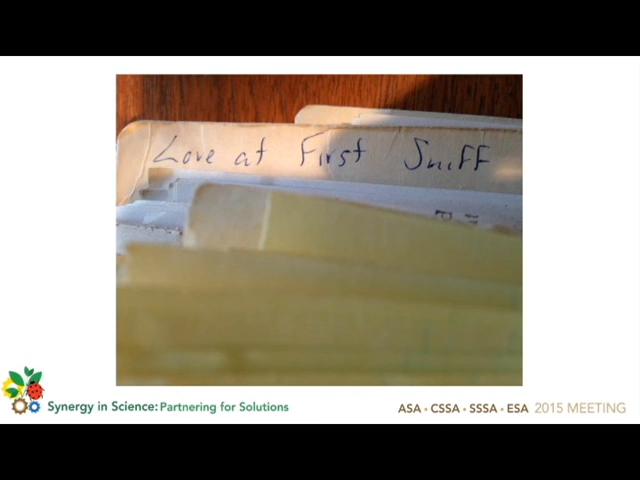 Love at First Sniff
Synergy in Science: Partnering for Solutions
ASA • CSSA • SSSA • ESA 2015 MEETING